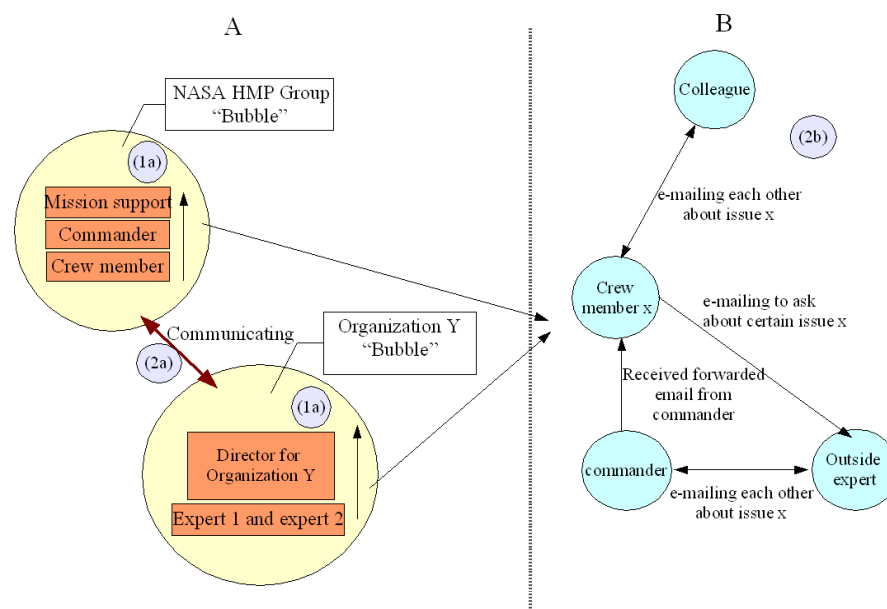 A
B
NASA HMP Group
“Bubble”
(1a)
Mission support
Commander
Crew member
Communicating
(2a)
Organization Y
“Bubble”
(1a)
Director for
Organization Y
Expert 1 and expert 2
Colleague
(2b)
e-mailing each other
about issue x
Crew
member x
e-mailing to ask
about certain issue x
Received forwarded
email from
commander
commander
Outside
expert
e-mailing each other
about issue x